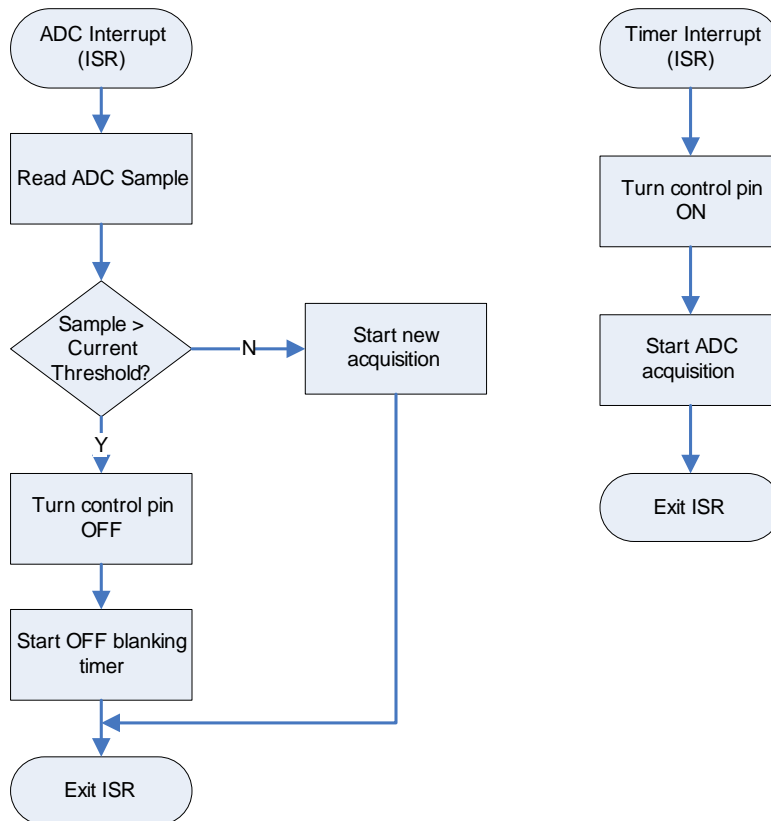 ADC Interrupt
(ISR)
Read ADC Sample
Sample >
Current
Threshold?
N
Start new
acquisition
Y
Turn control pin
OFF
Start OFF blanking
timer
Exit ISR
Timer Interrupt
(ISR)
Turn control pin
ON
Start ADC
acquisition
Exit ISR